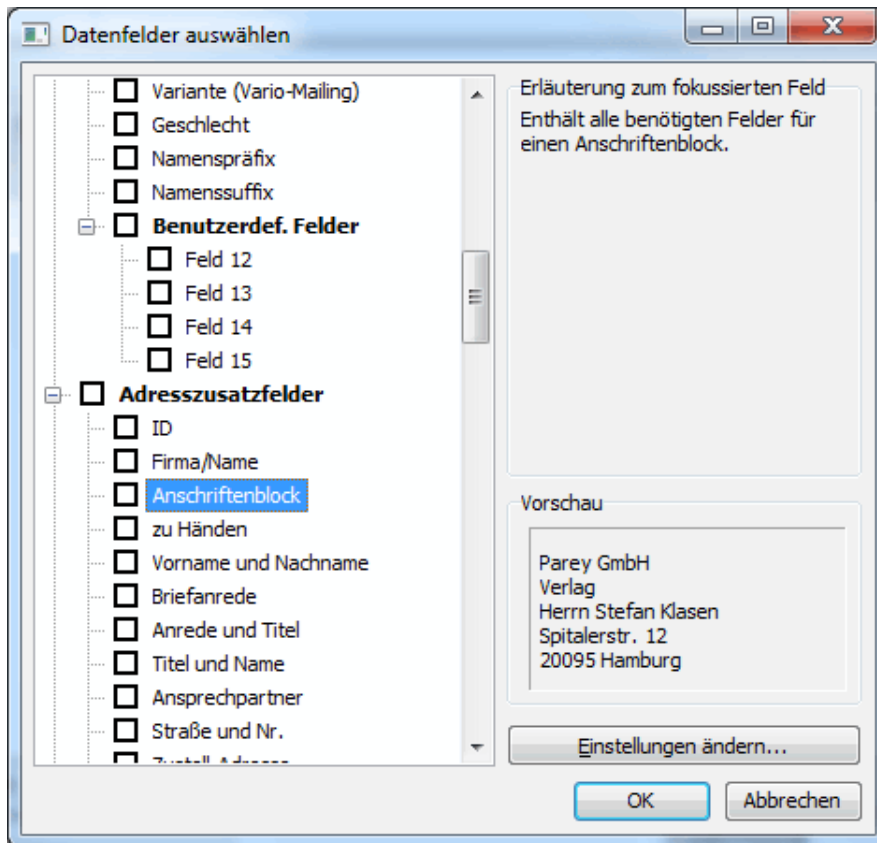 Datenfelder auswählen
Variante (Vario-Mailing)
Geschlecht
Namenspräfix
Namenssuffix
Benutzerdef. Felder
Feld 12
Feld 13
Feld 14
Feld 15
Adresszusatzfelder
ID
Firma/Name
Anschriftenblock
zu Händen
Vorname und Nachname
Briefanrede
Anrede und Titel
Titel und Name
Ansprechpartner
Straße und Nr.
Erläuterung zum fokussierten Feld
Enthält alle benötigten Felder für
einen Anschriftenblock.
Vorschau
Parey GmbH
Verlag
Herrn Stefan Klasen
Spitalerstr. 12
20095 Hamburg
Einstellungen ändern...
OK
Abbrechen